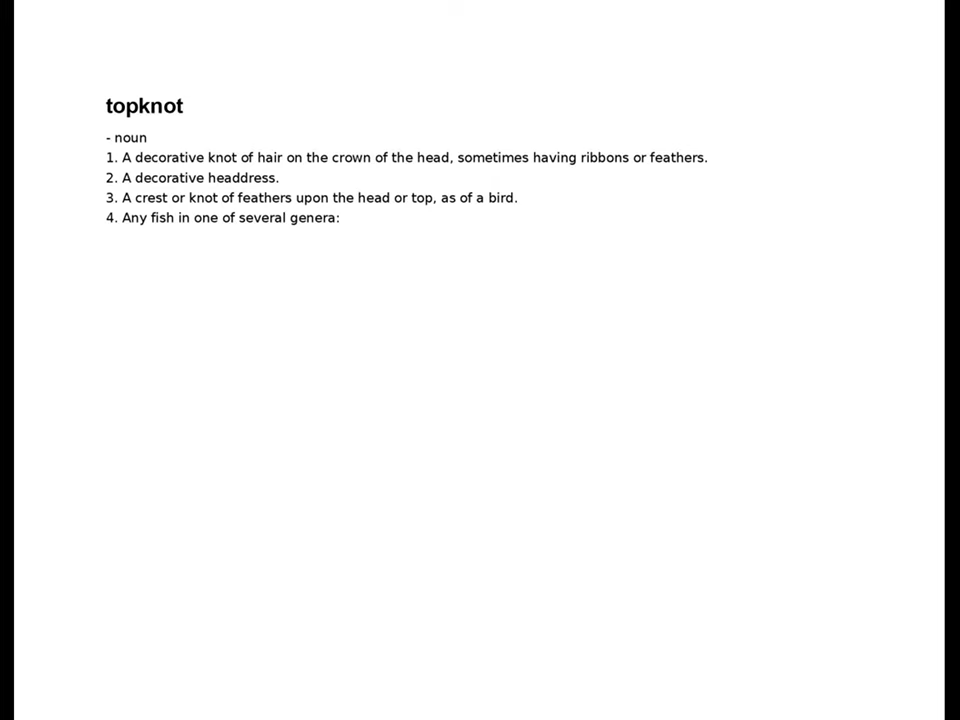 topknot
- noun
1. A decorative knot of hair on the crown of the head, sometimes having ribbons or feathers.
2. A decorative headdress.
3. A crest or knot of feathers upon the head or top, as of a bird.
4. Any fish in one of several genera: